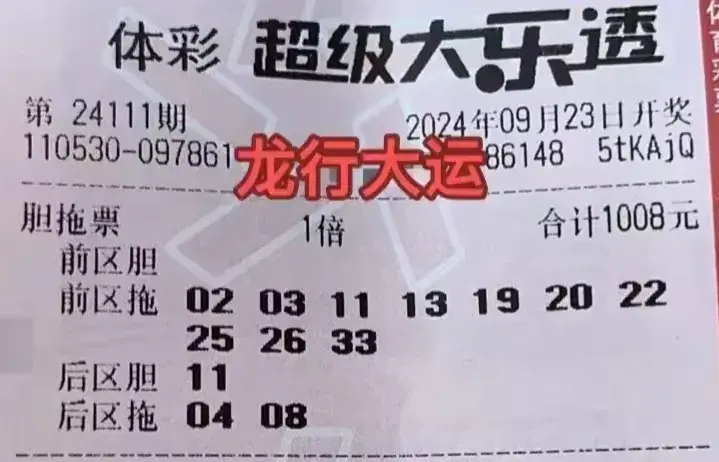 体彩 超级大乐透
第 24111期 2024年09月23日开奖
110530-097861 86148 5tKAjQ
龙行大运
胆拖票 1倍 合计1008元
前区胆
前区拖 02 03 11 13 19 20 22
25 26 33
后区胆 11
后区拖 04 08